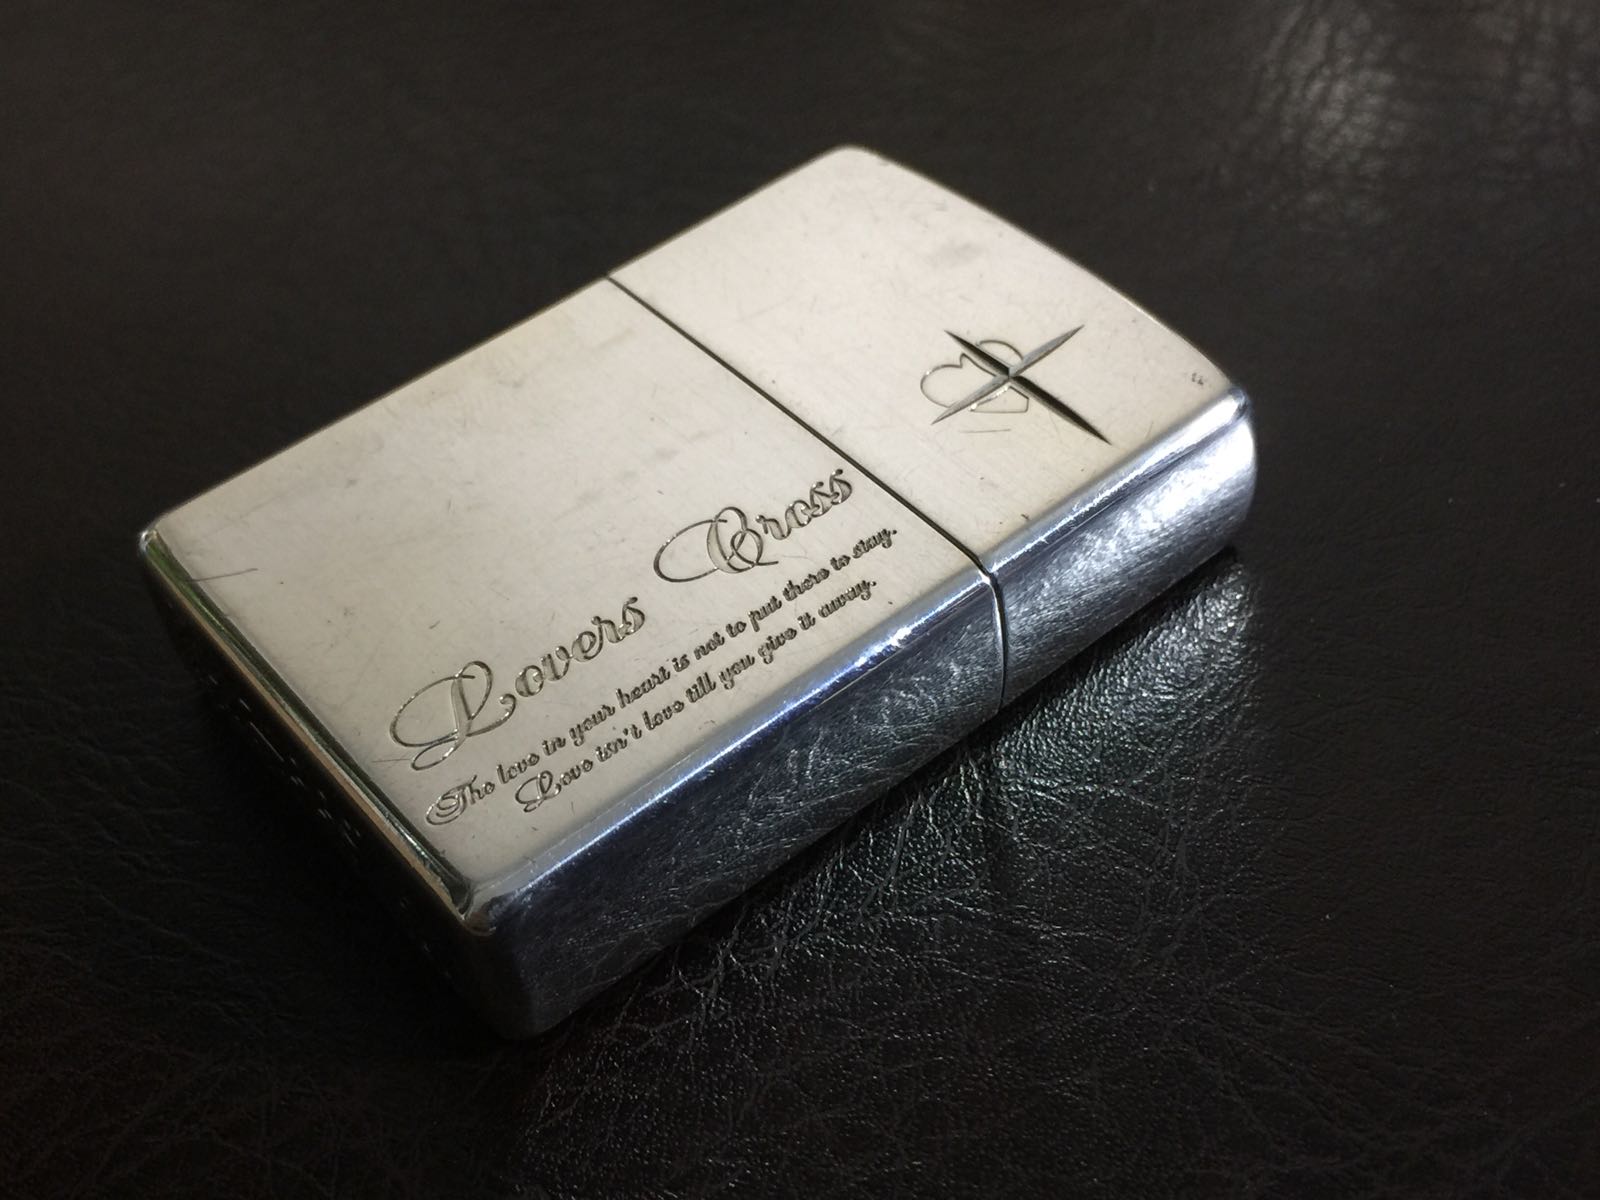 Lovers Cross
The love in your heart is not to put there to stay.
Love isn't love till you give it away.